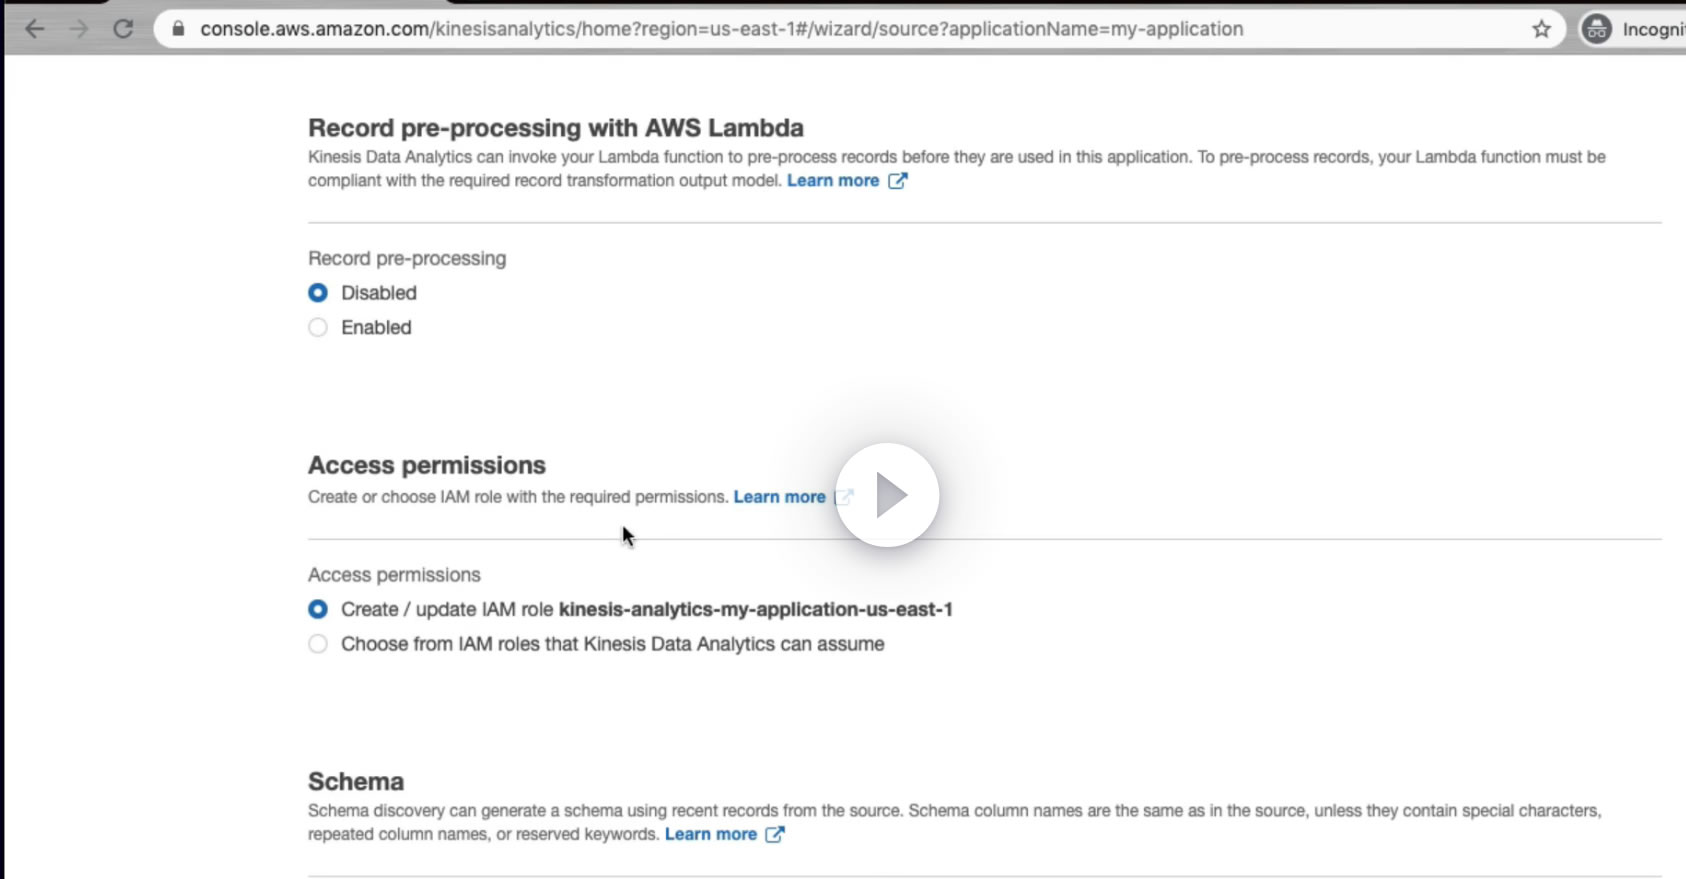 console.aws.amazon.com/kinesisanalytics/home?region=us-east-1#/wizard/source?applicationName=my-application
Record pre-processing with AWS Lambda
Kinesis Data Analytics can invoke your Lambda function to pre-process records before they are used in this application. To pre-process records, your Lambda function must be
compliant with the required record transformation output model. Learn more
Record pre-processing
Disabled
Enabled
Access permissions
Create or choose IAM role with the required permissions. Learn more
Access permissions
Create / update IAM role kinesis-analytics-my-application-us-east-1
Choose from IAM roles that Kinesis Data Analytics can assume
Schema
Schema discovery can generate a schema using recent records from the source. Schema column names are the same as in the source, unless they contain special characters,
repeated column names, or reserved keywords. Learn more